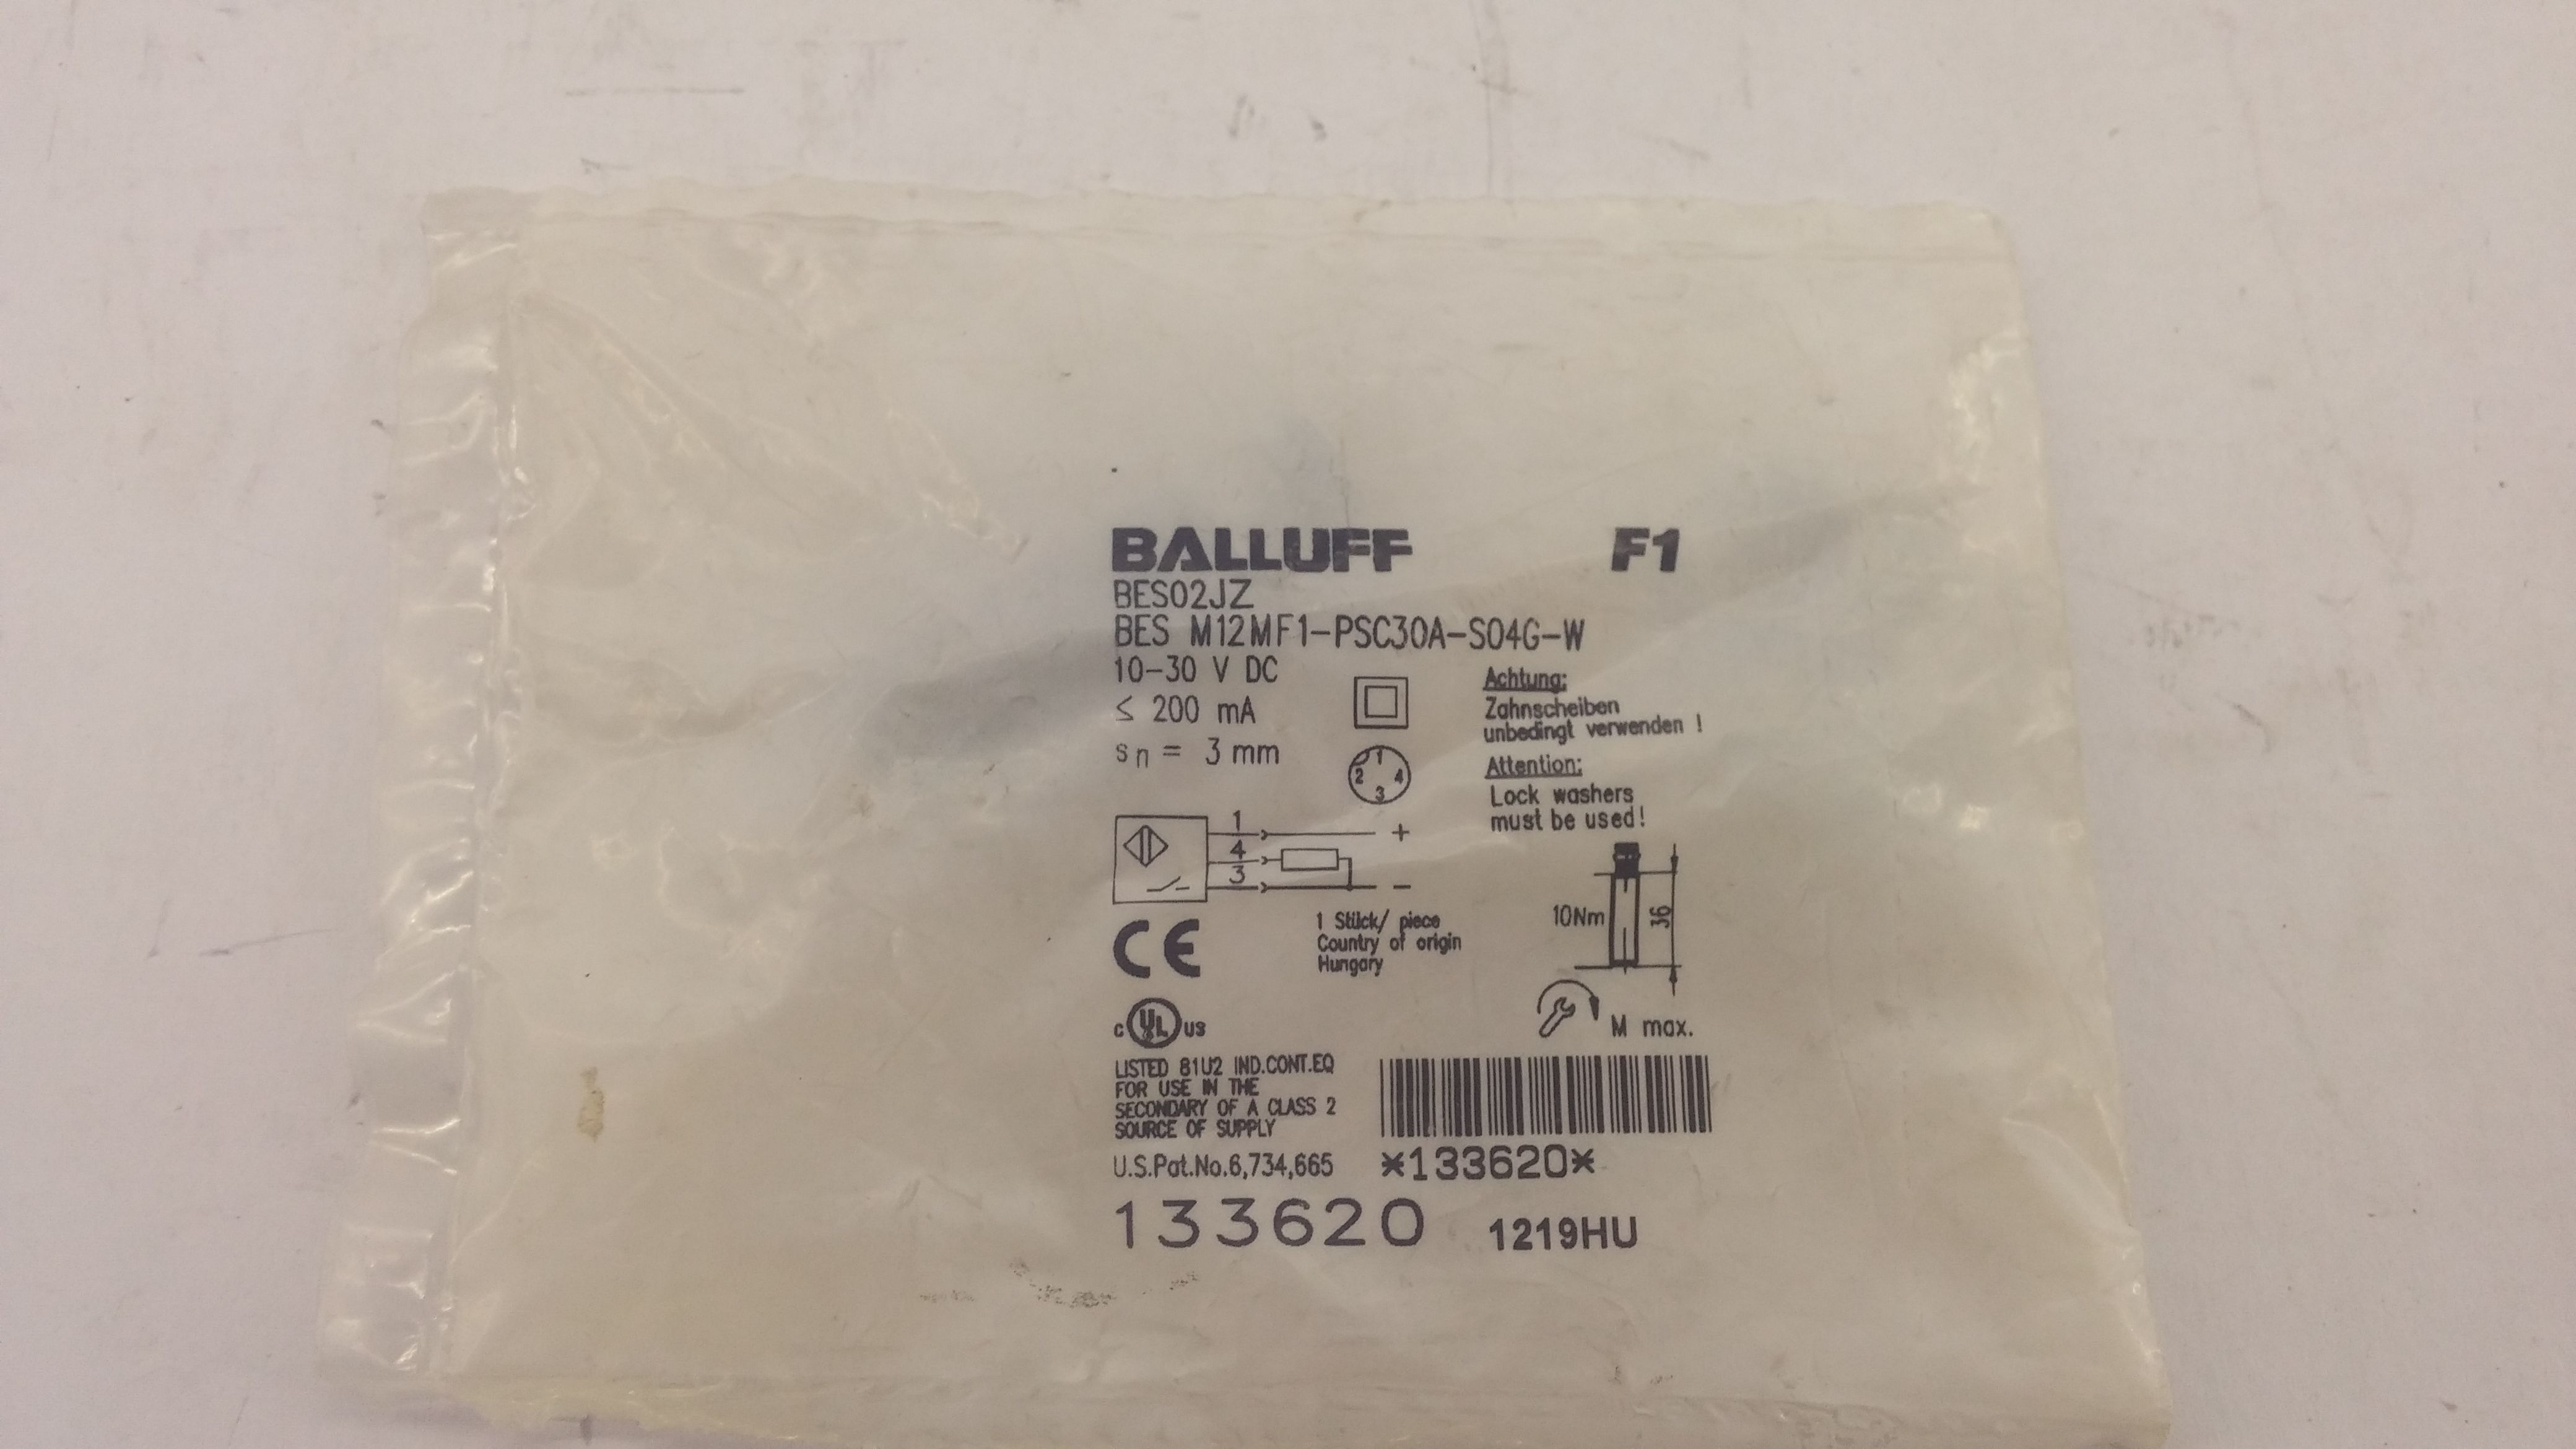 BALLUFF F1
BES02JZ
BES M12MF1-PSC30A-S04G-W
10-30 V DC
≤ 200 mA
sn = 3 mm
Achtung:
Zahnscheiben
unbedingt verwenden !
Attention:
Lock washers
must be used!
1
2 4
3
1 +
4
3 -
10Nm
36
M max.
CE
1 Stück/ piece
Country of origin
Hungary
c UL us
LISTED 81U2 IND.CONT.EQ
FOR USE IN THE
SECONDARY OF A CLASS 2
SOURCE OF SUPPLY
U.S.Pat.No.6,734,665
*133620*
133620 1219HU